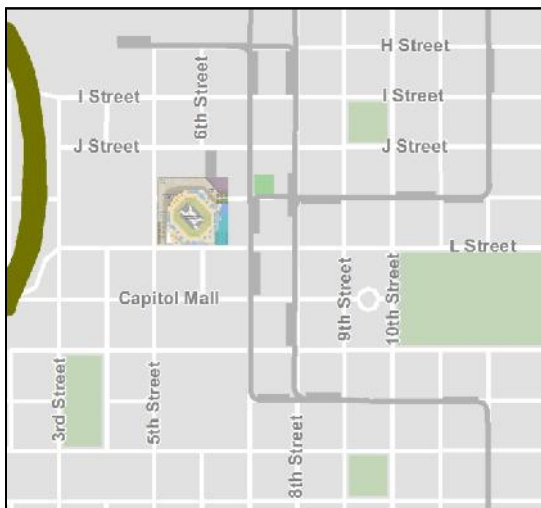 H Street
I Street
I Street
6th Street
J Street
J Street
L Street
Capitol Mall
9th Street
10th Street
3rd Street
5th Street
8th Street